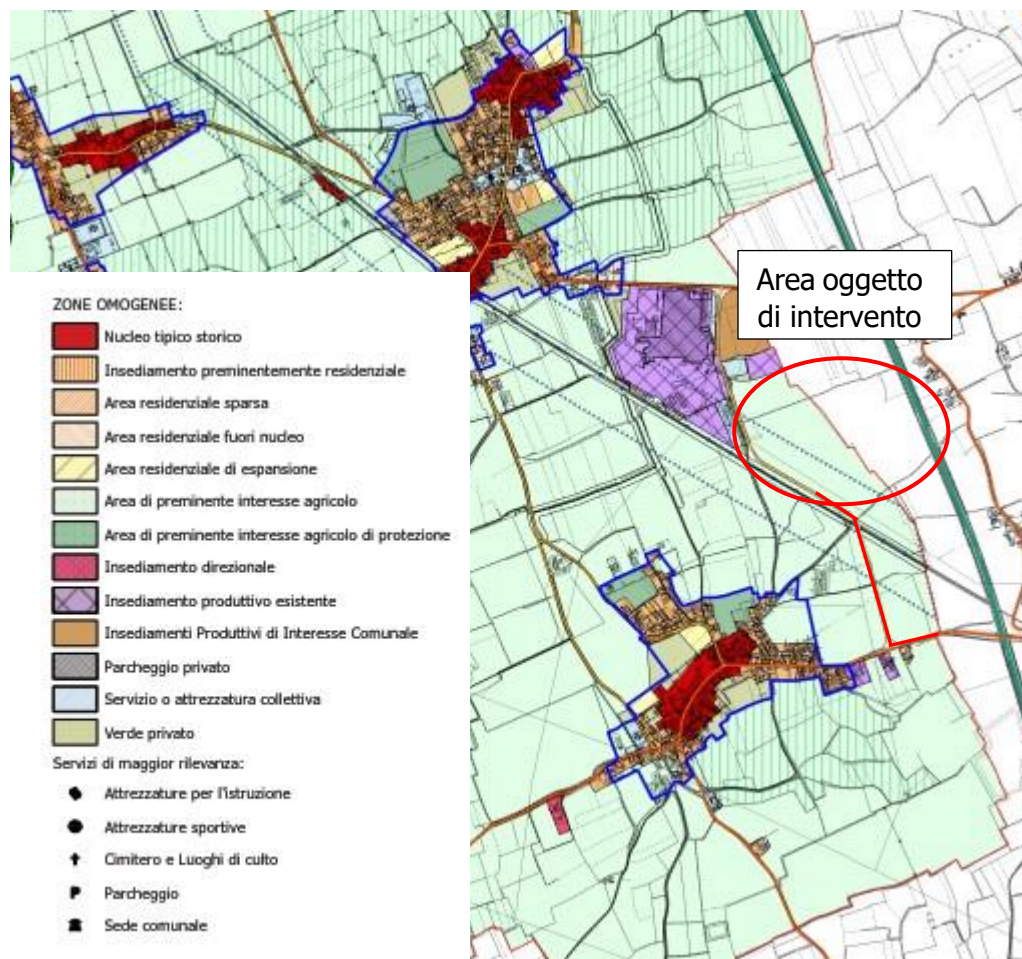 Area oggetto
di intervento
ZONE OMOGENEE:
Nucleo tipico storico
Insediamento preminentemente residenziale
Area residenziale sparsa
Area residenziale fuori nucleo
Area residenziale di espansione
Area di preminente interesse agricolo
Area di preminente interesse agricolo di protezione
Insediamento direzionale
Insediamento produttivo esistente
Insediamenti Produttivi di Interesse Comunale
Parcheggio privato
Servizio o attrezzatura collettiva
Verde privato
Servizi di maggior rilevanza:
Attrezzature per l'istruzione
Attrezzature sportive
Cimitero e Luoghi di culto
P Parcheggio
Sede comunale